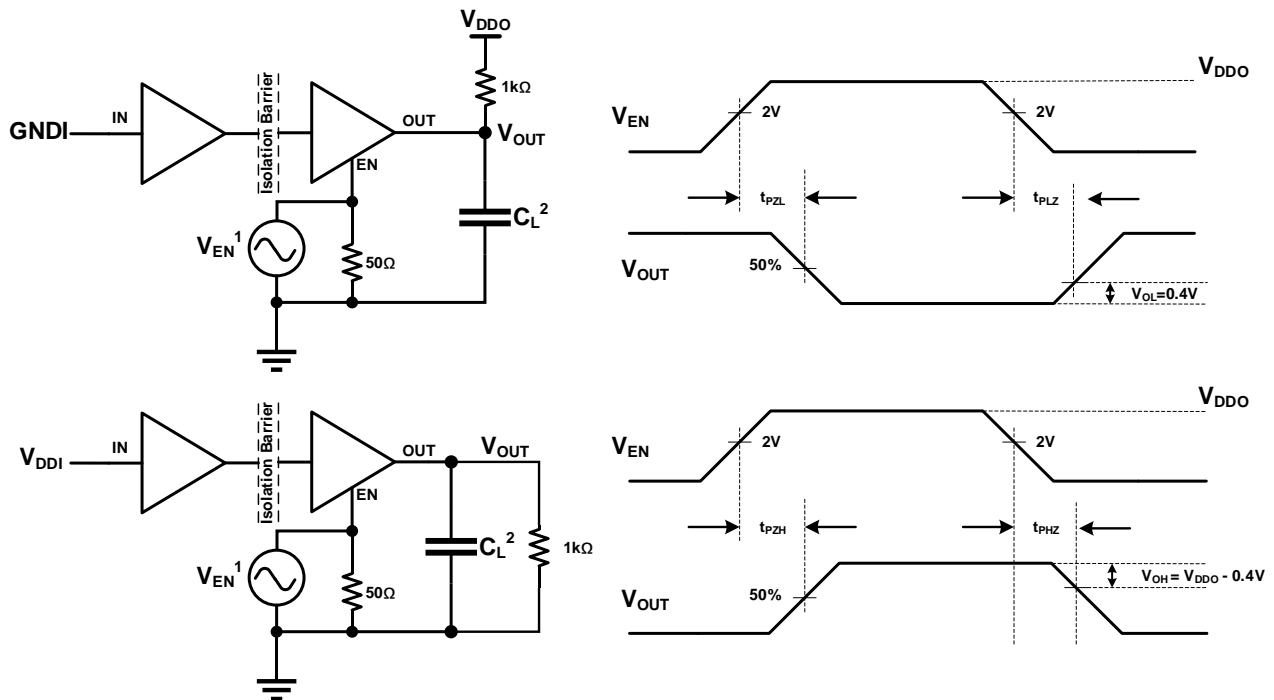 VDDO
1kΩ
GNDI
IN
Isolation Barrier
OUT
VOUT
EN
VEN1
50Ω
CL2
VDDO
VEN
2V
2V
tPZL
tPLZ
VOUT
50%
VOL=0.4V
VDDI
IN
Isolation Barrier
OUT
VOUT
EN
VEN1
50Ω
CL2
1kΩ
VDDO
VEN
2V
2V
tPZH
tPHZ
VOUT
50%
VOH = VDDO - 0.4V